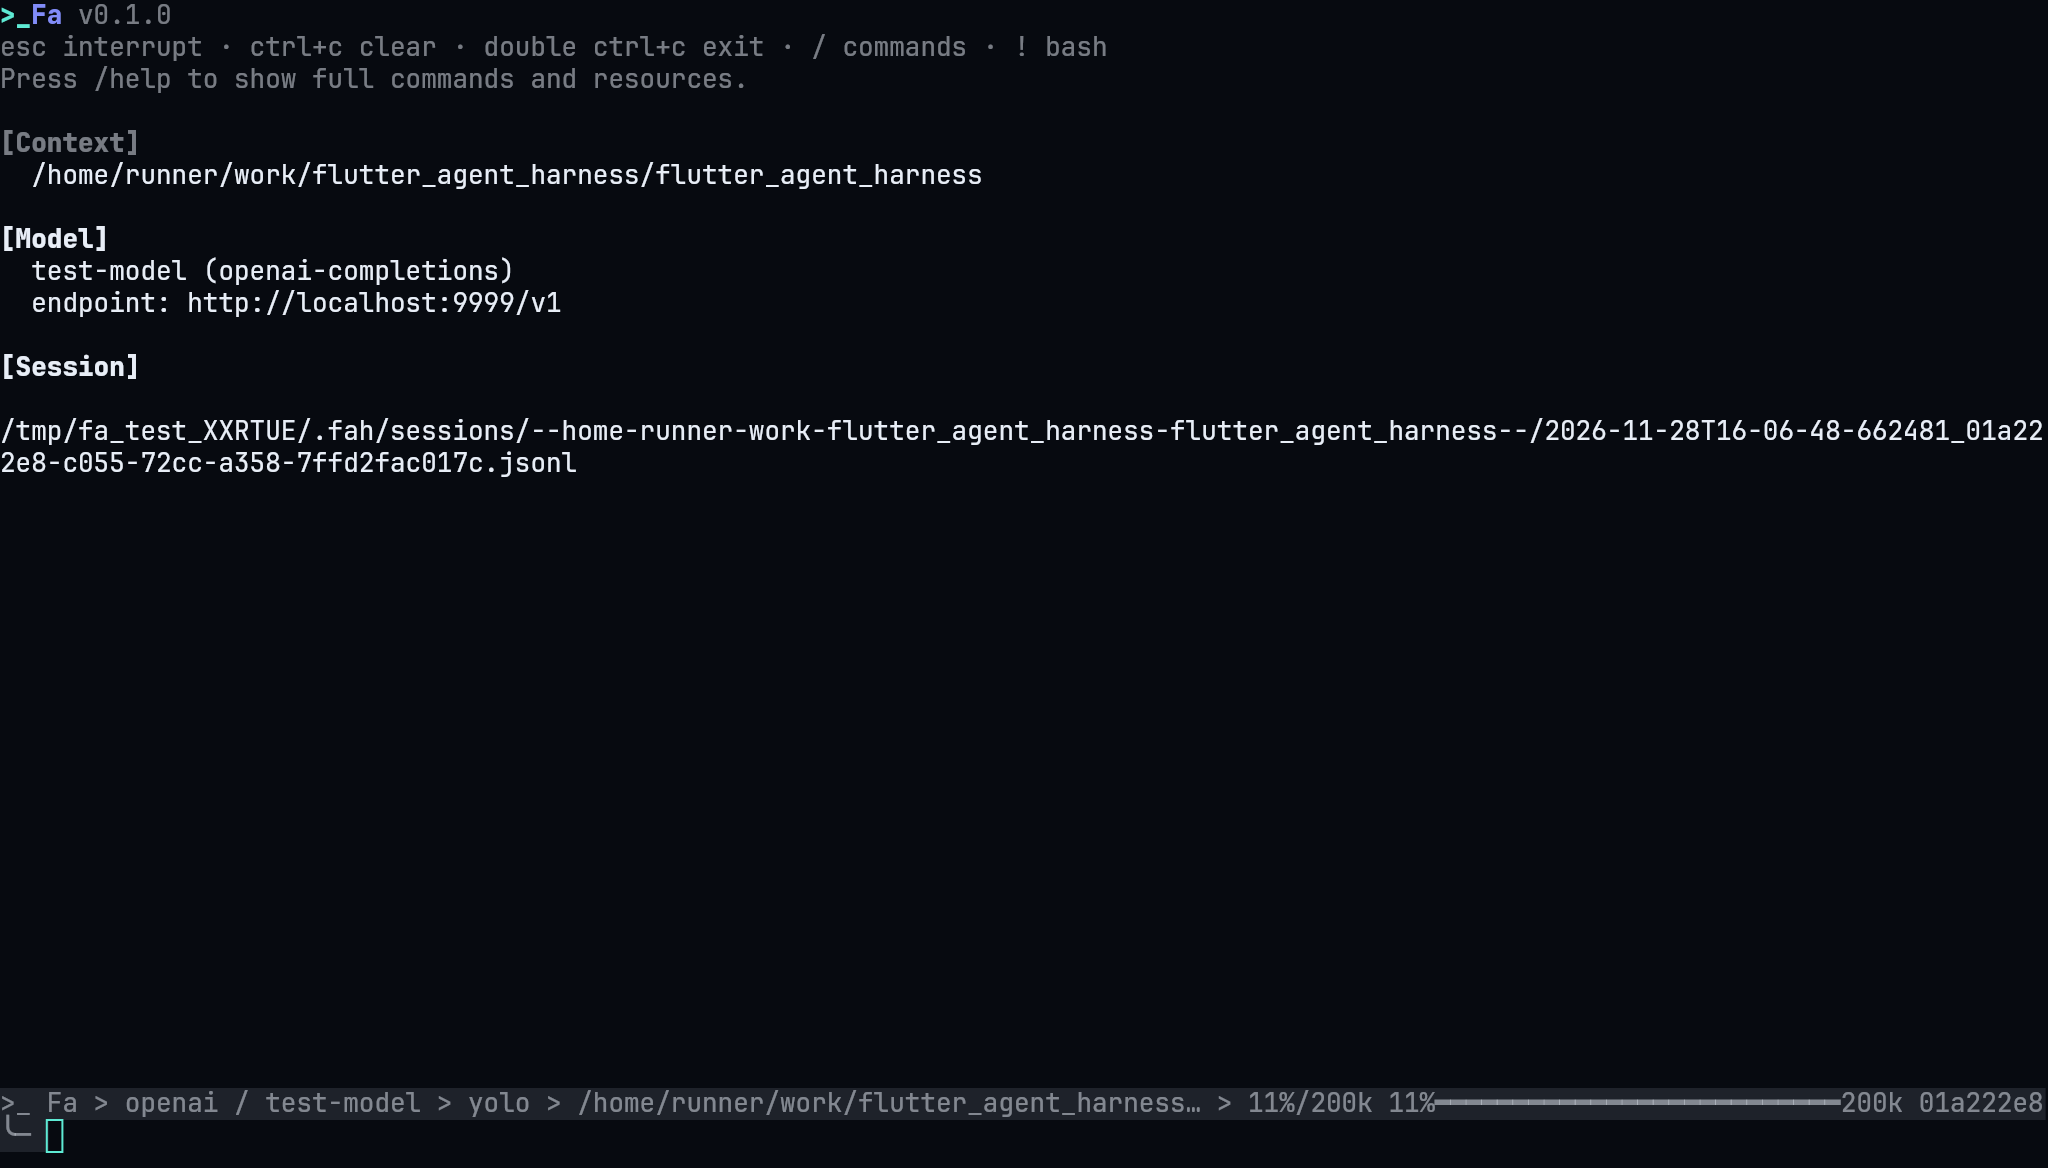 >_Fa v0.1.0
esc interrupt · ctrl+c clear · double ctrl+c exit · / commands · ! bash
Press /help to show full commands and resources.
[Context]
/home/runner/work/flutter_agent_harness/flutter_agent_harness
[Model]
test-model (openai-completions)
endpoint: http://localhost:9999/v1
[Session]
/tmp/fa_test_XXRTUE/.fah/sessions/--home-runner-work-flutter_agent_harness-flutter_agent_harness--/2026-11-28T16-06-48-662481_01a22
2e8-c055-72cc-a358-7ffd2fac017c.jsonl
>_ Fa > openai / test-model > yolo > /home/runner/work/flutter_agent_harness… > 11%/200k 11%━━━━━━━━━━━━━━━━━━━━━━━━━━200k 01a222e8
╰─